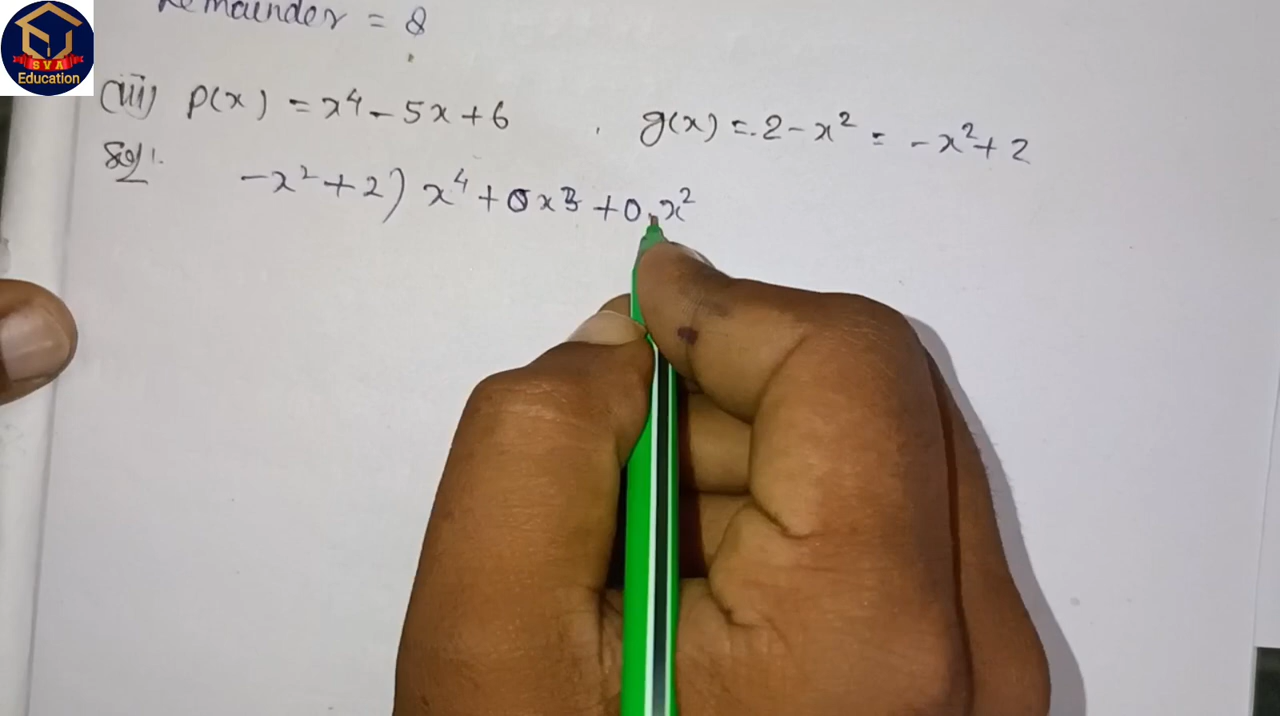 SVA
Education
Remainder = 8
(iii) p(x) = x⁴ - 5x + 6 , g(x) = 2 - x² = -x² + 2
Sol.
-x² + 2) x⁴ + 0x³ + 0.x²